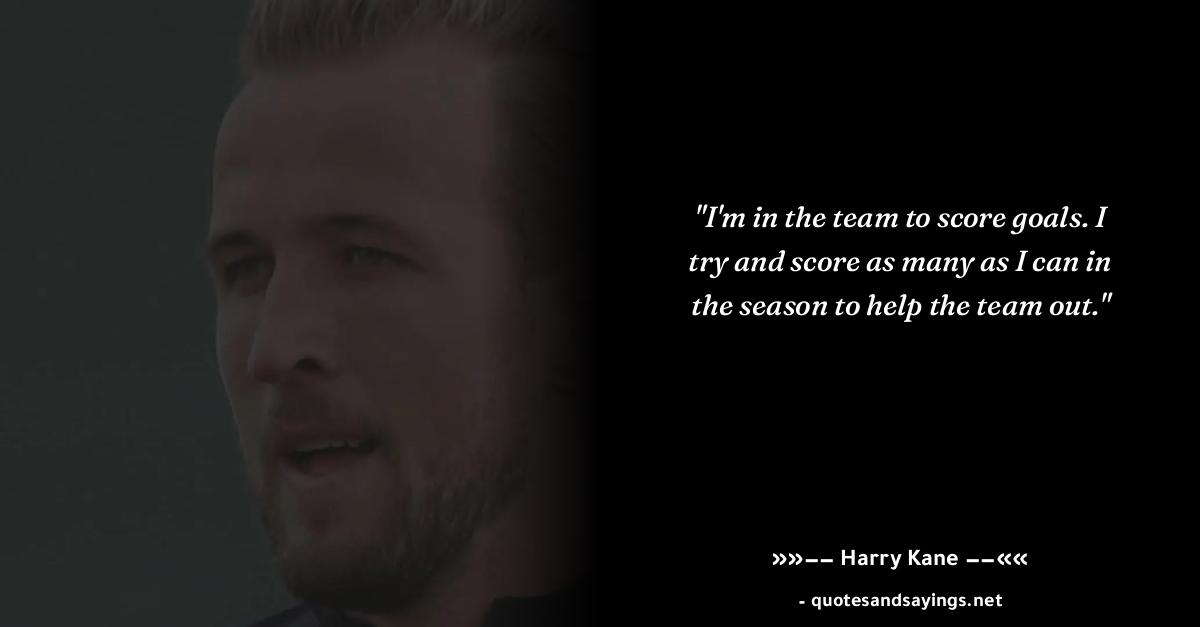 "I'm in the team to score goals. I
try and score as many as I can in
the season to help the team out."
»»−− Harry Kane −−««
- quotesandsayings.net